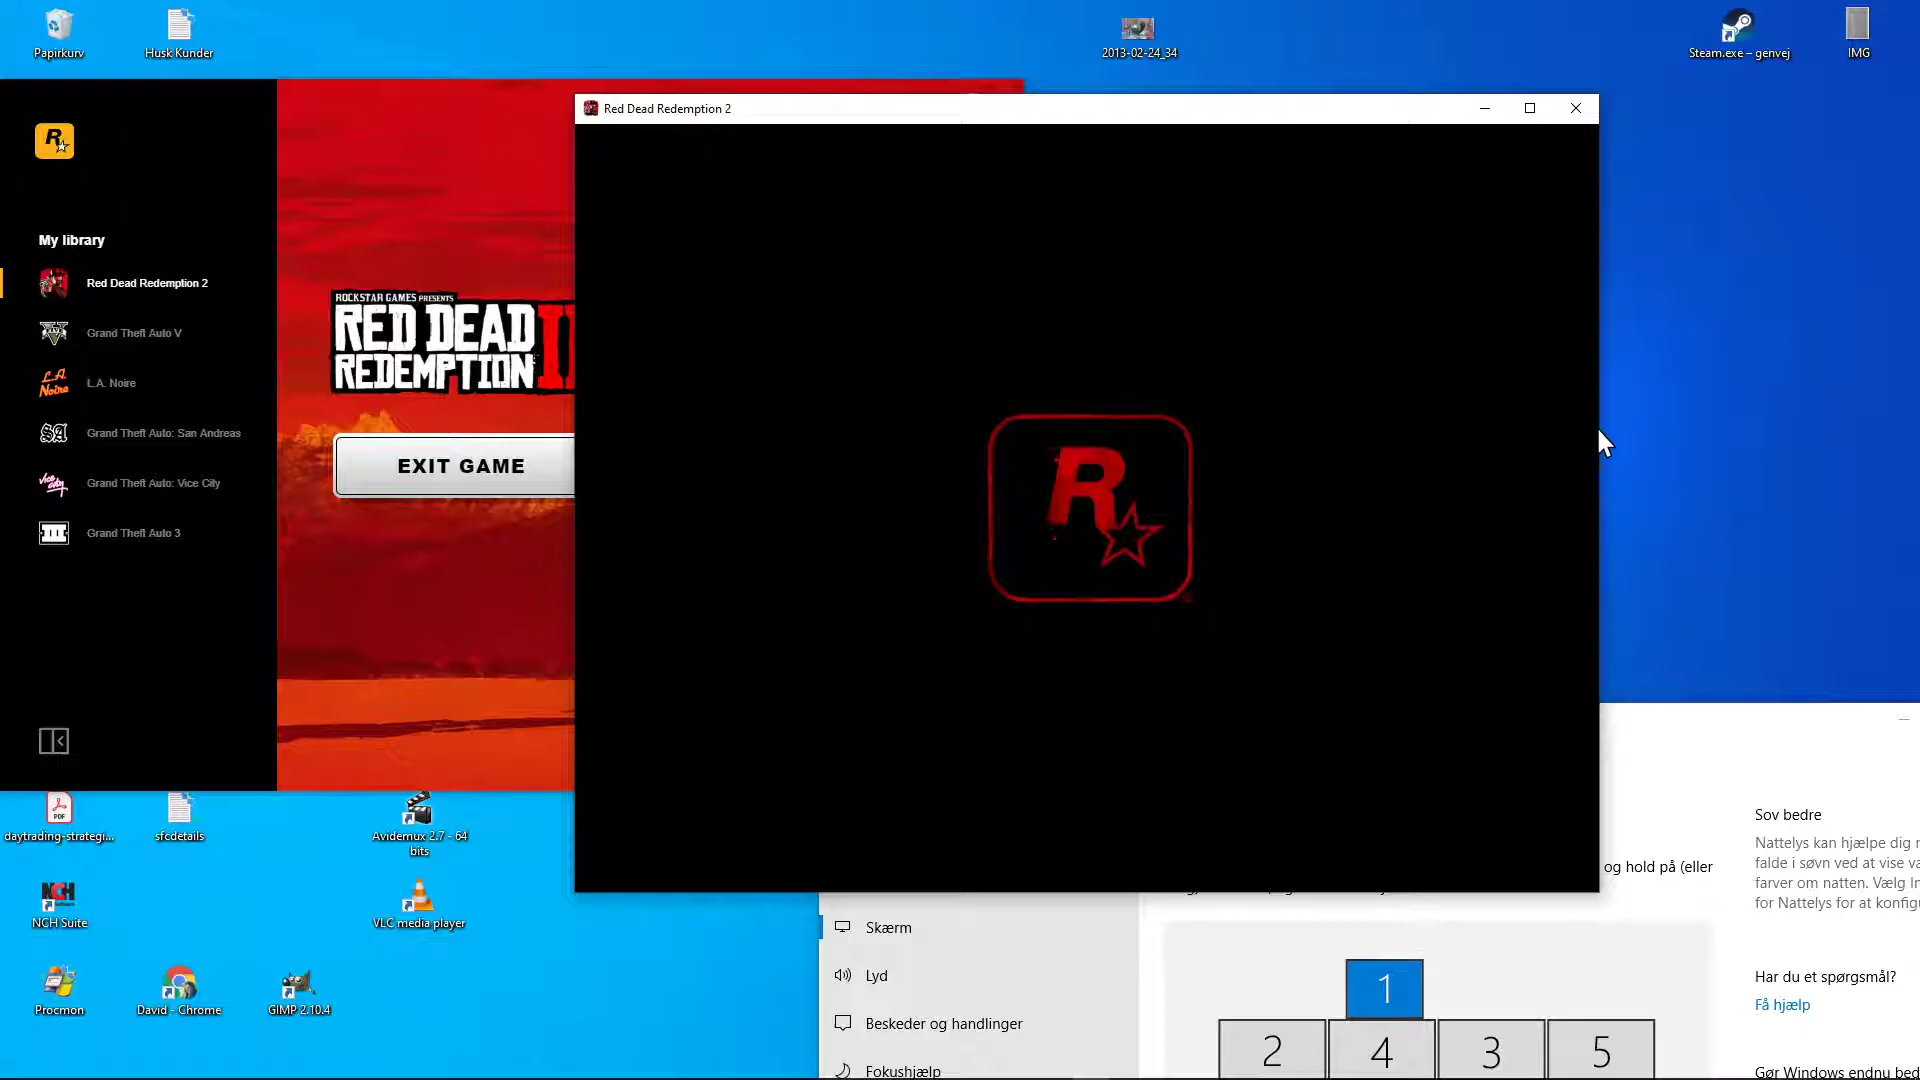 Papirkurv
Husk Kunder
2013-02-24_34
Steam.exe – genvej
IMG
Red Dead Redemption 2
My library
Red Dead Redemption 2
Grand Theft Auto V
L.A. Noire
Grand Theft Auto: San Andreas
Grand Theft Auto: Vice City
Grand Theft Auto 3
ROCKSTAR GAMES PRESENTS
RED DEAD
REDEMPTION II
EXIT GAME
R
daytrading-strategi...
sfcdetails
Avidemux 2.7 - 64
bits
NCH Suite
VLC media player
Procmon
David - Chrome
GIMP 2.10.4
og hold på (eller
Skærm
Lyd
Beskeder og handlinger
Fokushjælp
1
2
4
3
5
Sov bedre
Nattelys kan hjælpe dig
falde i søvn ved at vise
farver om natten. Vælg
for Nattelys for at
Har du et spørgsmål?
Få hjælp
Gør Windows endnu